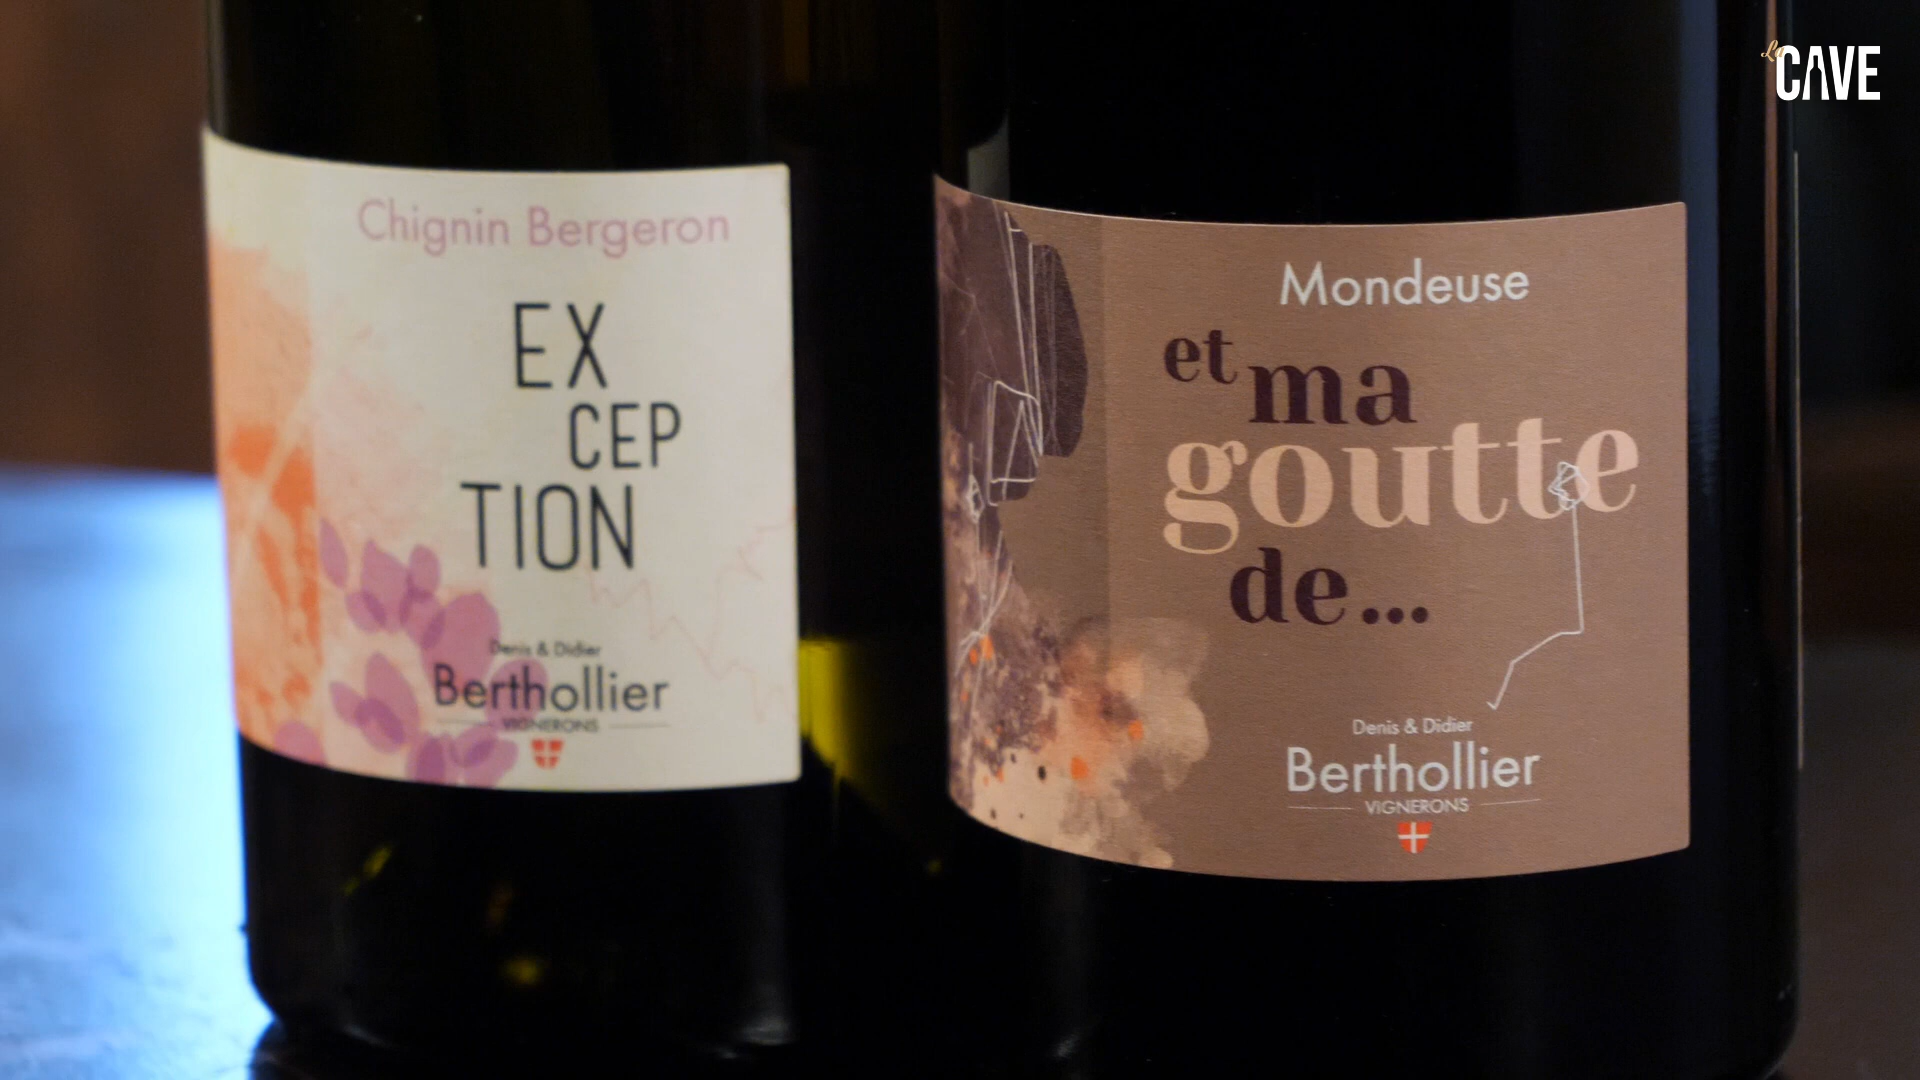 La CAVE
Chignin Bergeron
EX
CEP
TION
Denis & Didier
Berthollier
VIGNERONS
Mondeuse
et ma
goutte
de...
Denis & Didier
Berthollier
VIGNERONS